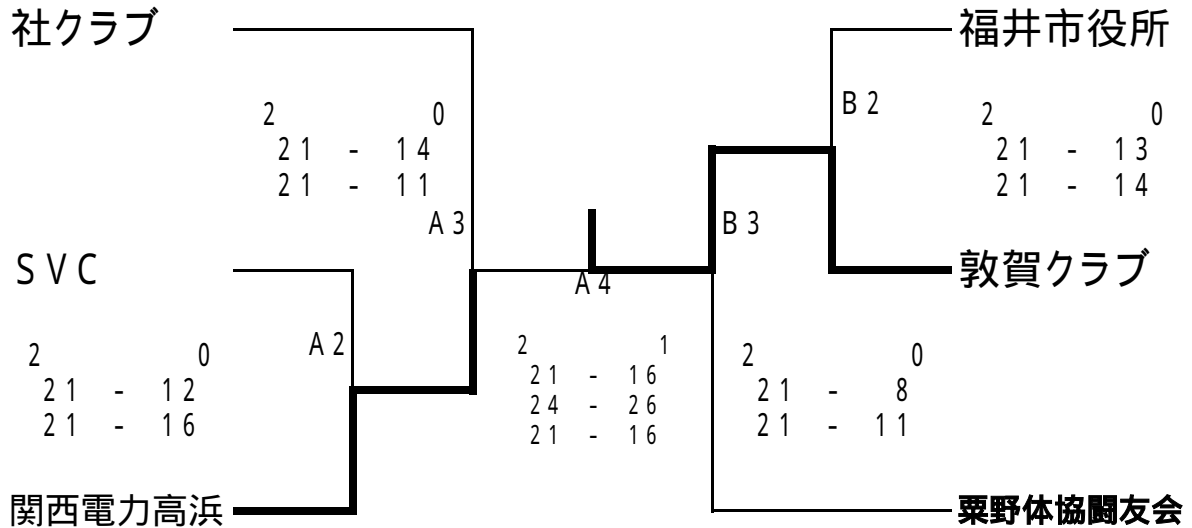 社クラブ
福井市役所
B2
2 0
21 - 14
21 - 11
2 0
21 - 13
21 - 14
A3
B3
SVC
敦賀クラブ
A4
A2
2 0
21 - 12
21 - 16
2 1
21 - 16
24 - 26
21 - 16
2 0
21 - 8
21 - 11
関西電力高浜
粟野体協闘友会